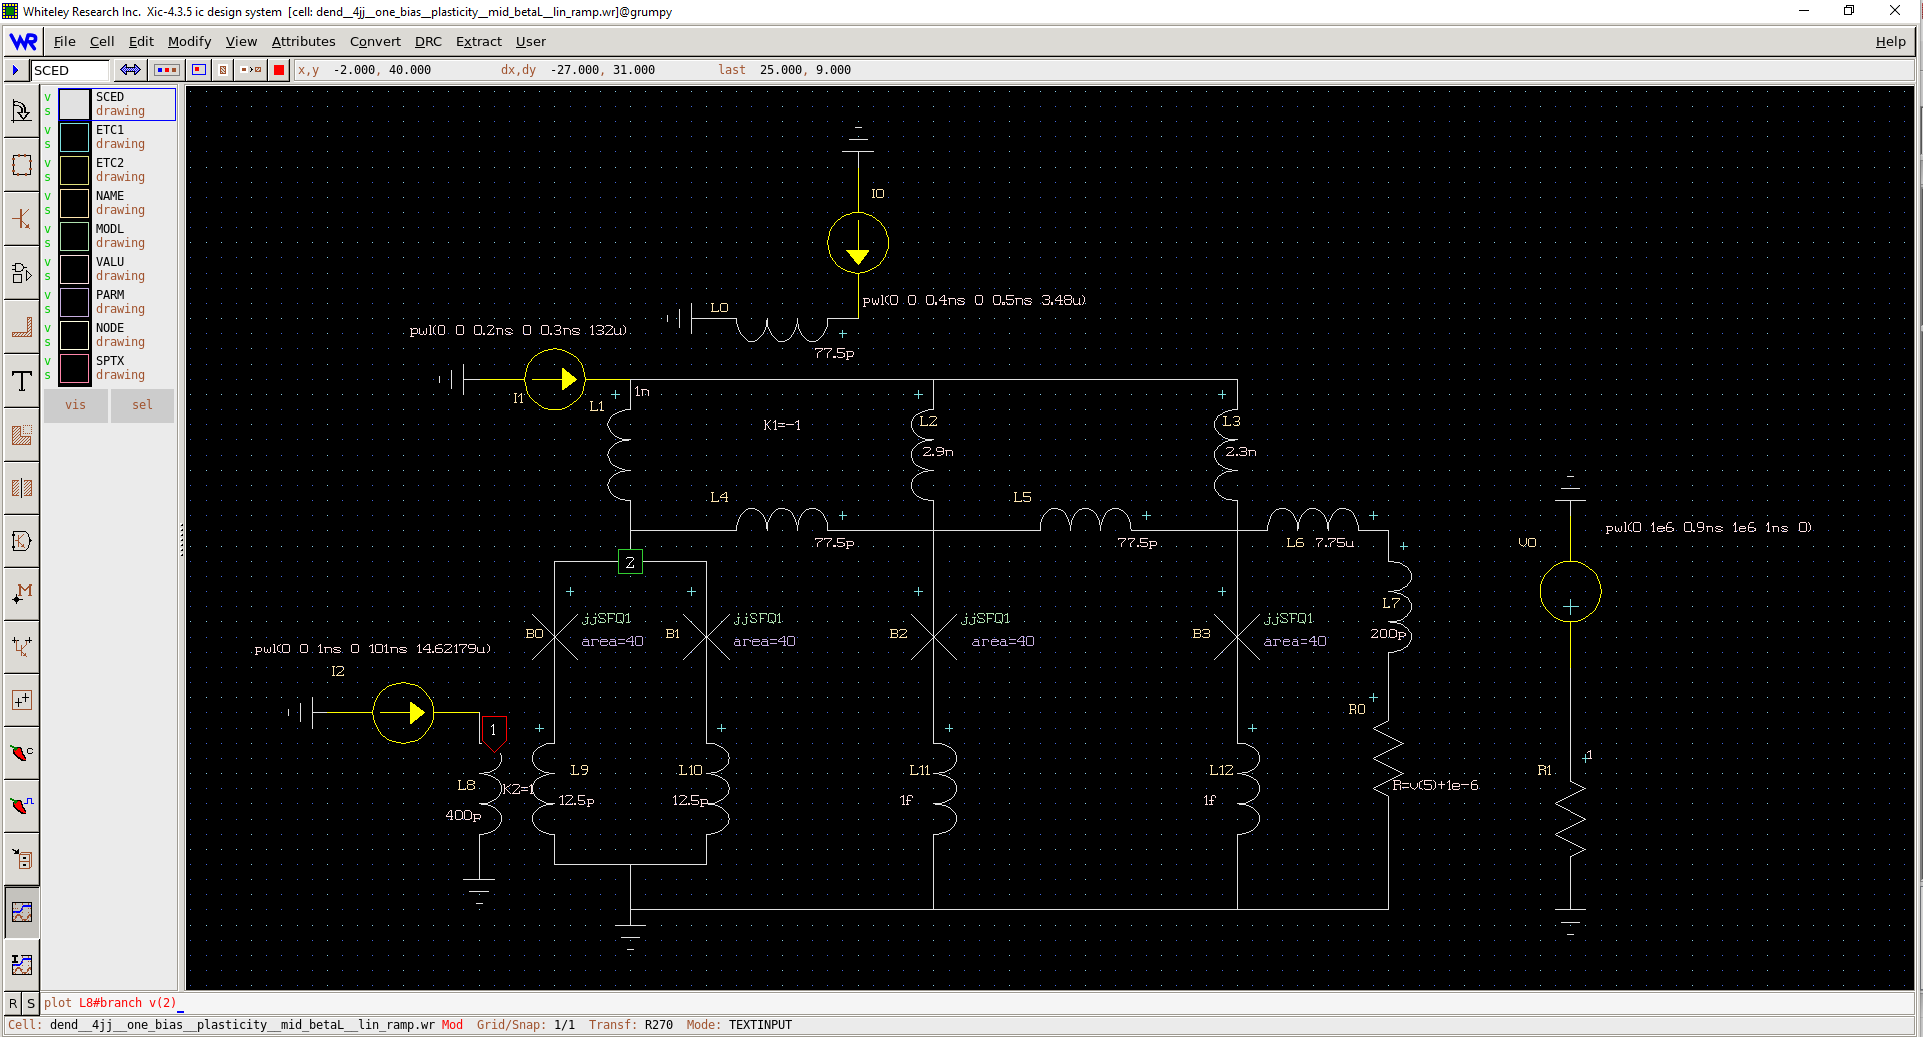 Whiteley Research Inc.  Xic-4.3.5 ic design system  [cell: dend__4jj__one_bias__plasticity__mid_betaL__lin_ramp.wr]@grumpy
WR File Cell Edit Modify View Attributes Convert DRC Extract User Help
SCED x,y -2.000, 40.000 dx,dy -27.000, 31.000 last 25.000, 9.000
v SCED
s drawing
v ETC1
s drawing
v ETC2
s drawing
v NAME
s drawing
v MODL
s drawing
v VALU
s drawing
v PARM
s drawing
v NODE
s drawing
v SPTX
s drawing
vis sel
I0
pwl(0 0 0.4ns 0 0.5ns 3.48u)
L0
77.5p
pwl(0 0 0.2ns 0 0.3ns 132u)
I1
L1
1n
K1=-1
L2
2.9n
L3
2.3n
L4
77.5p
L5
77.5p
L6 7.75u
2
V0
pwl(0 1e6 0.9ns 1e6 1ns 0)
B0
jjSFQ1
area=40
B1
jjSFQ1
area=40
B2
jjSFQ1
area=40
B3
jjSFQ1
area=40
L7
200p
pwl(0 0 1ns 0 101ns 14.62179u)
I2
1
R0
L8
400p
K2=1
L9
12.5p
L10
12.5p
L11
1f
L12
1f
R=v(5)+1e-6
R1
1
R S plot L8#branch v(2)
Cell: dend__4jj__one_bias__plasticity__mid_betaL__lin_ramp.wr Mod Grid/Snap: 1/1 Transf: R270 Mode: TEXTINPUT